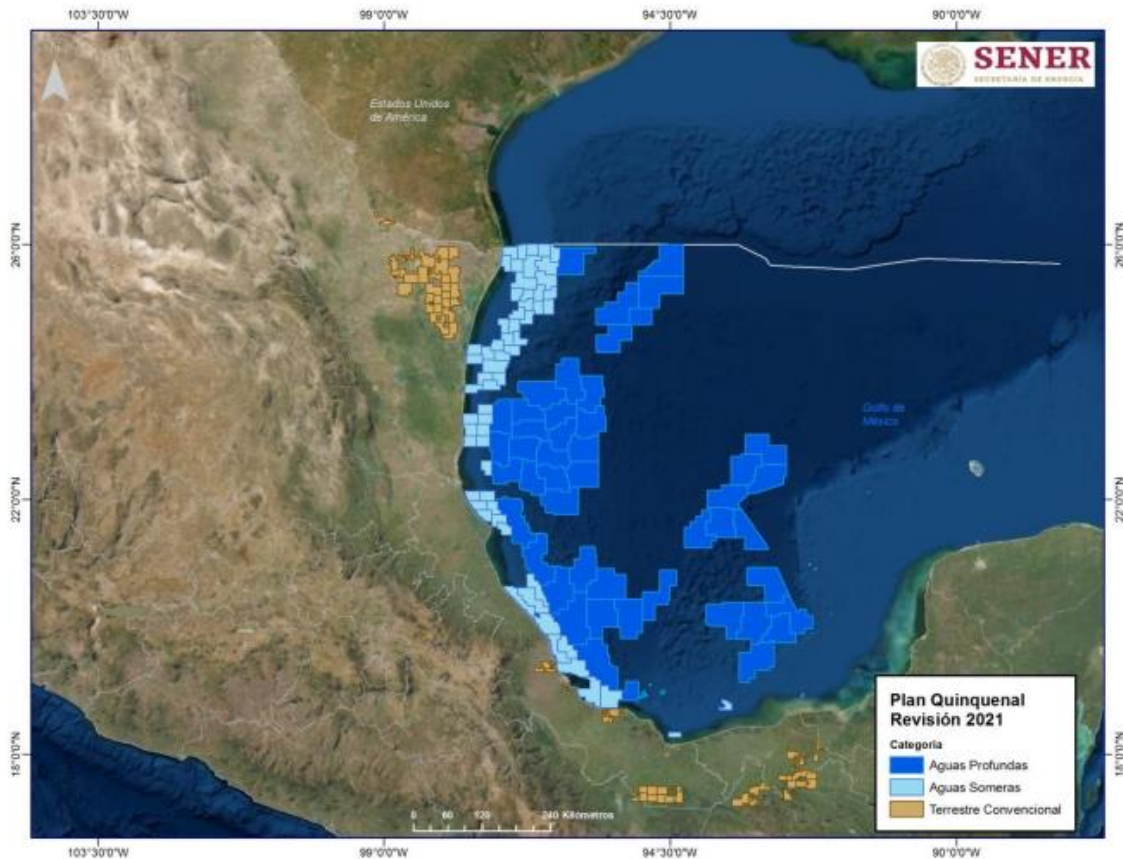 103°30'0"W
99°0'0"W
94°30'0"W
90°0'0"W
SENER
SECRETARÍA DE ENERGÍA
Estados Unidos
de América
26°0'0"N
26°0'0"N
Golfo de
México
22°0'0"N
22°0'0"N
18°0'0"N
18°0'0"N
Plan Quinquenal
Revisión 2021
Categoría
Aguas Profundas
Aguas Someras
Terrestre Convencional
0 60 120 240 Kilómetros
103°30'0"W
99°0'0"W
94°30'0"W
90°0'0"W